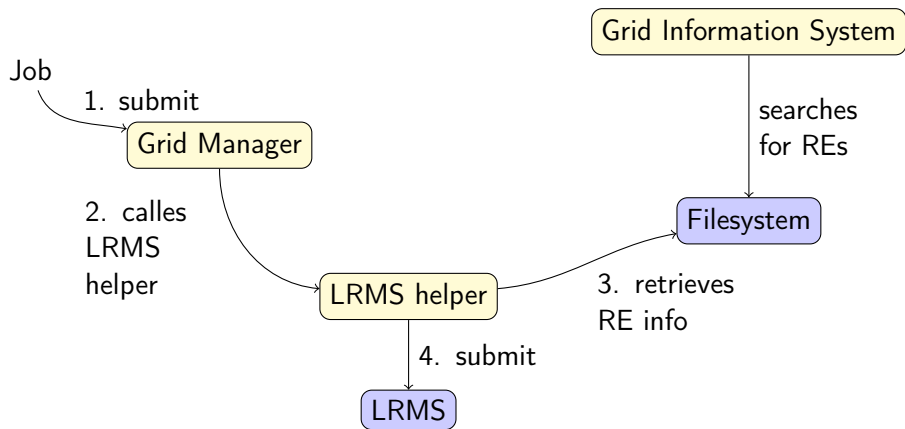 Grid Information System
Job
1. submit
searches
for REs
Grid Manager
2. calles
LRMS
helper
Filesystem
LRMS helper
3. retrieves
RE info
4. submit
LRMS